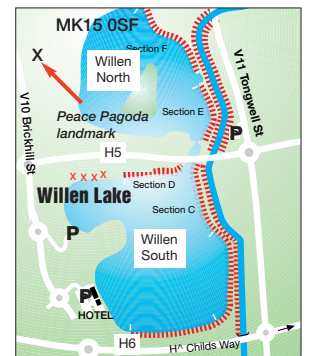 MK15 0SF
Section F
Willen
North
X
V10 Brickhill St
V11 Tongwell St
Peace Pagoda
landmark
Section E
P
H5
x x x x
Section D
Willen Lake
Section C
P
Willen
South
P
HOTEL
H6
H^ Childs Way